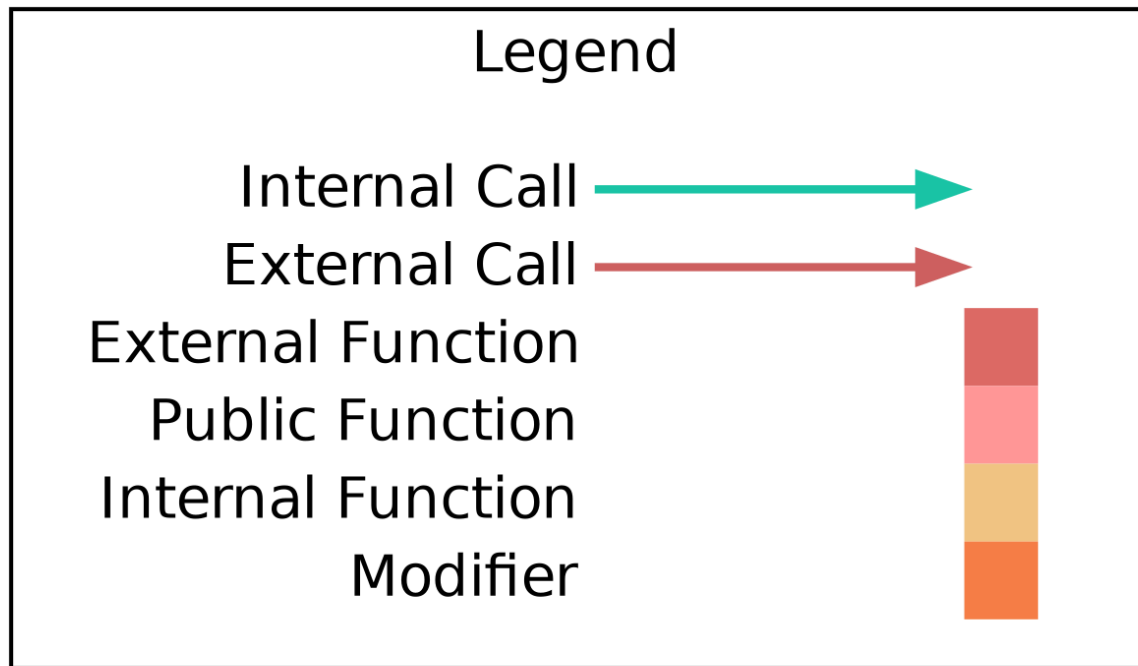 Legend
Internal Call
External Call
External Function
Public Function
Internal Function
Modifier